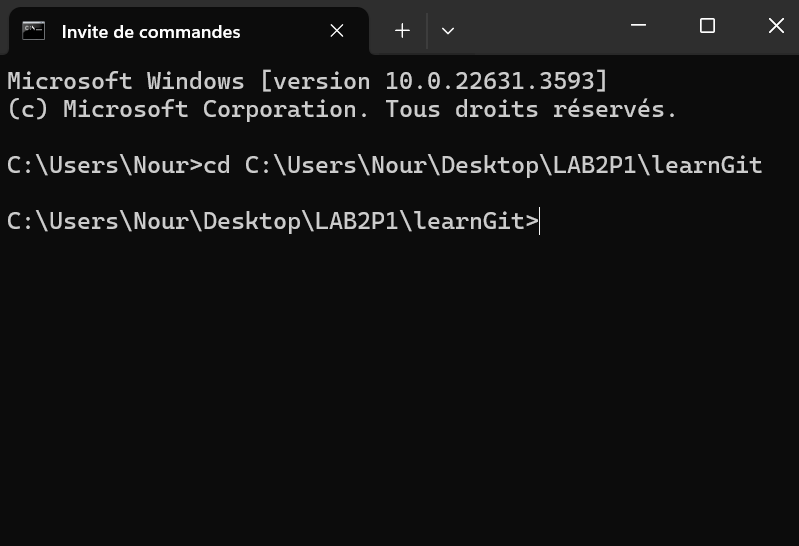 Invite de commandes
Microsoft Windows [version 10.0.22631.3593]
(c) Microsoft Corporation. Tous droits réservés.
C:\Users\Nour>cd C:\Users\Nour\Desktop\LAB2P1\learnGit
C:\Users\Nour\Desktop\LAB2P1\learnGit>